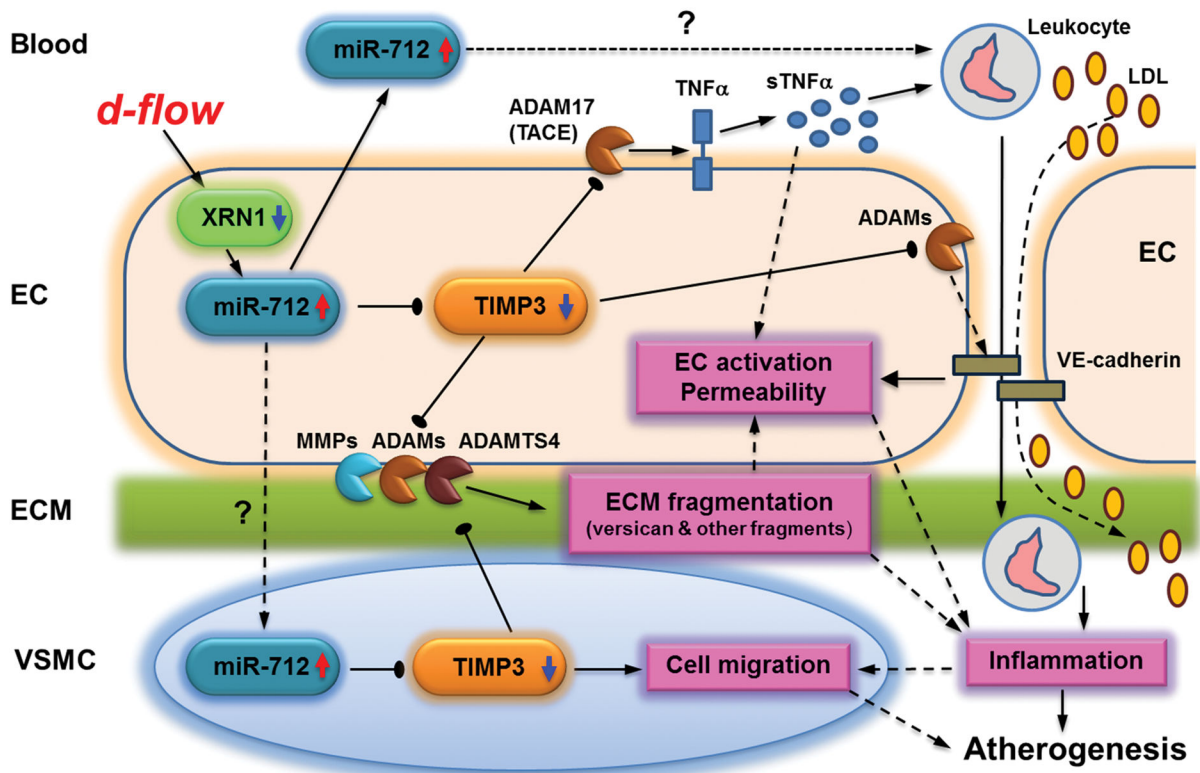 Blood
miR-712
?
Leukocyte
LDL
d-flow
ADAM17
(TACE)
TNFα
sTNFα
XRN1
ADAMs
EC
EC
miR-712
TIMP3
EC activation
Permeability
VE-cadherin
MMPs ADAMs ADAMTS4
ECM
?
ECM fragmentation
(versican & other fragments)
VSMC
miR-712
TIMP3
Cell migration
Inflammation
Atherogenesis